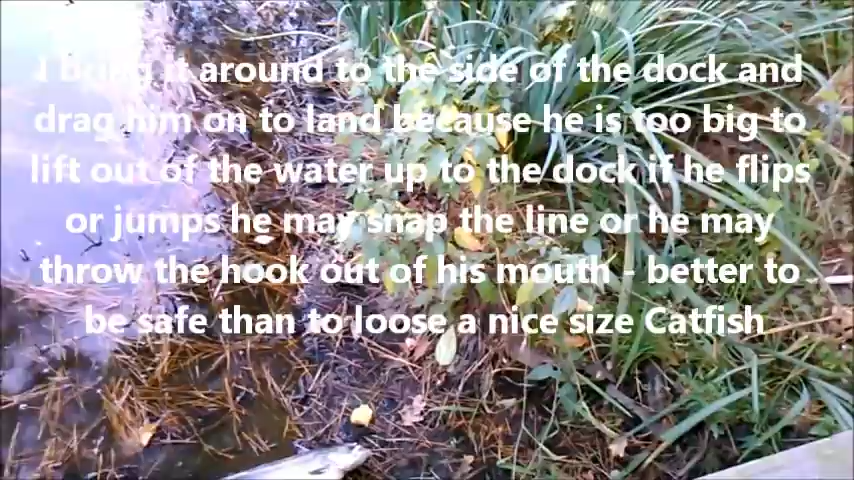 I bring it around to the side of the dock and
drag him on to land because he is too big to
lift out of the water up to the dock if he flips
or jumps he may snap the line or he may
throw the hook out of his mouth - better to
be safe than to loose a nice size Catfish